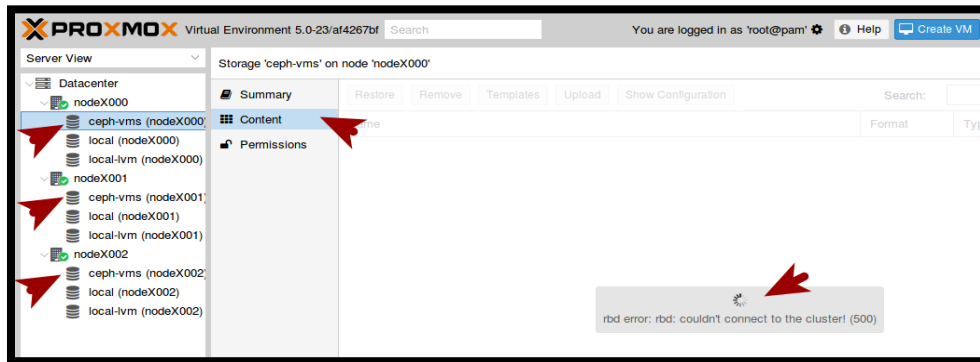 PROXMOX Virtual Environment 5.0-23/af4267bf Search You are logged in as 'root@pam' Help Create VM
Server View
Storage 'ceph-vms' on node 'nodeX000'
Datacenter
nodeX000
ceph-vms (nodeX000)
local (nodeX000)
local-lvm (nodeX000)
nodeX001
ceph-vms (nodeX001)
local (nodeX001)
local-lvm (nodeX001)
nodeX002
ceph-vms (nodeX002)
local (nodeX002)
local-lvm (nodeX002)
Summary
Content
Permissions
Restore Remove Templates Upload Show Configuration Search:
Format
rbd error: rbd: couldn't connect to the cluster! (500)